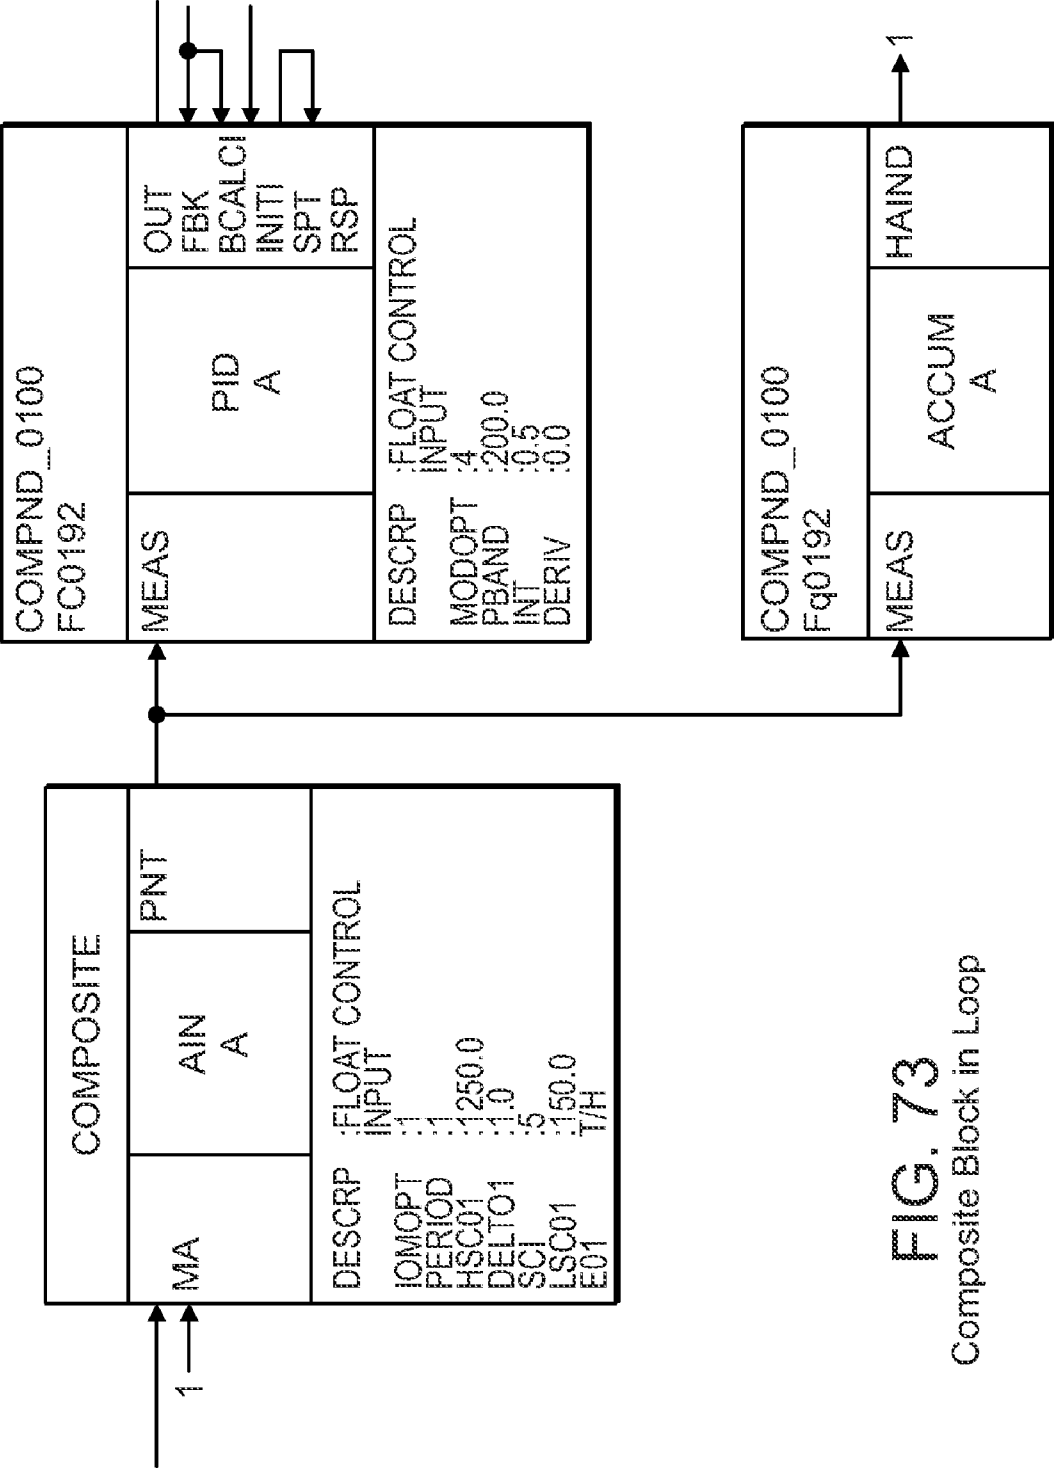 COMPOSITE
MA
AIN
A
PNT
DESCRP :FLOAT CONTROL
INPUT
IOMOPT :1
PERIOD :1
HSC01 :1250.0
DELTO1 :1.0
SCI :5
LSC01 :150.0
E01 :T/H
1
COMPND_0100
FC0192
MEAS
PID
A
OUT
FBK
BCALCI
INITI
SPT
RSP
DESCRP :FLOAT CONTROL
INPUT
MODOPT :4
PBAND :200.0
INT :0.5
DERIV :0.0
COMPND_0100
Fq0192
MEAS
ACCUM
A
HAIND
1
FIG. 73
Composite Block in Loop